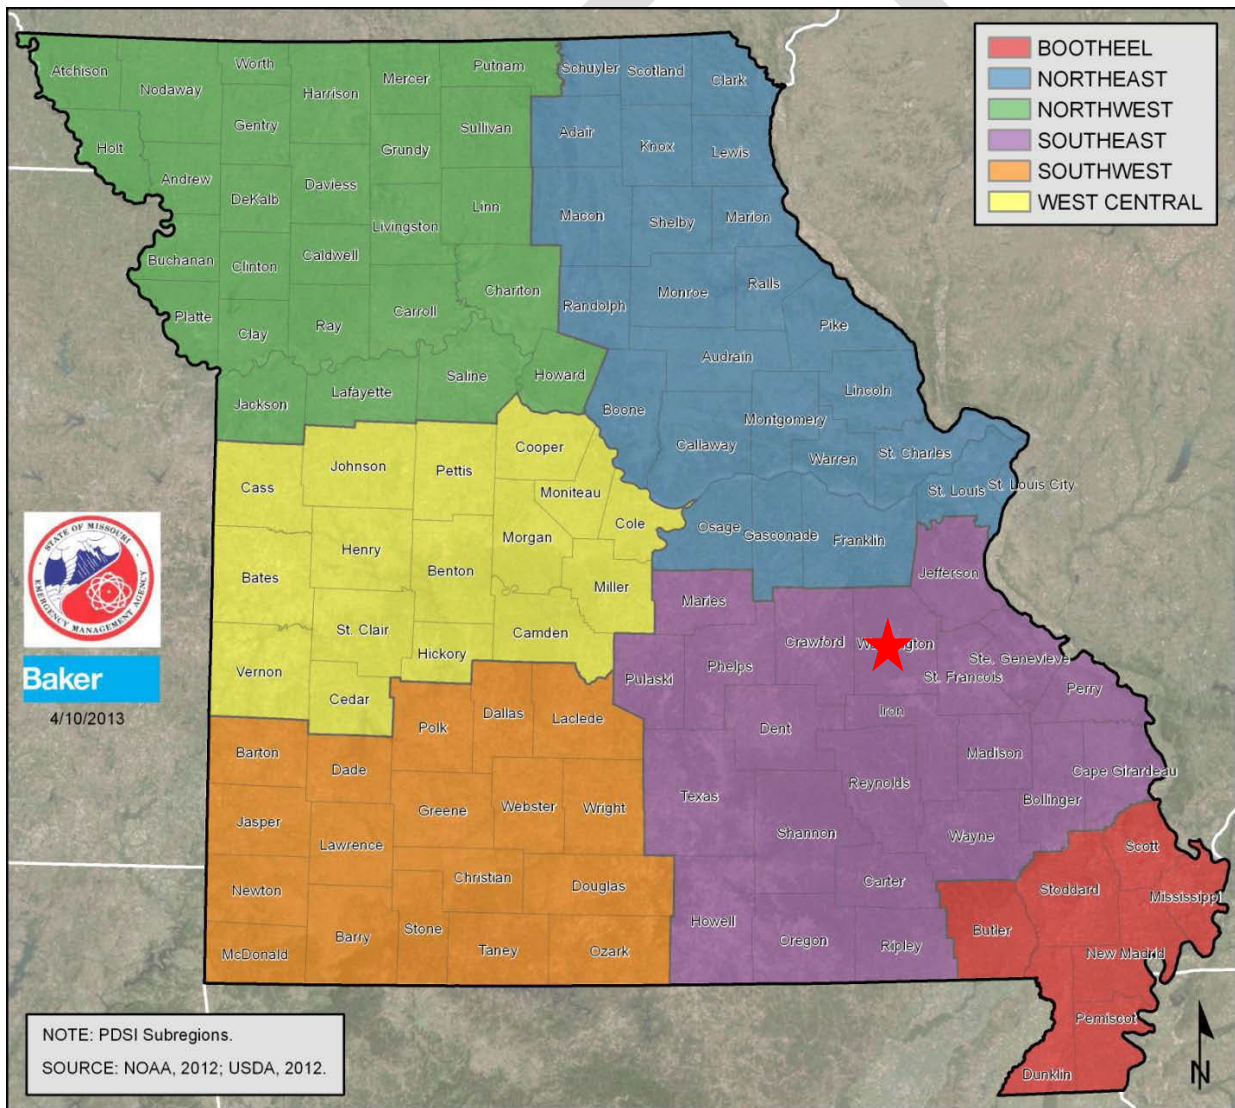 BOOTHEEL
NORTHEAST
NORTHWEST
SOUTHEAST
SOUTHWEST
WEST CENTRAL
Atchison
Nodaway
Worth
Harrison
Mercer
Putnam
Schuyler
Scotland
Clark
Holt
Gentry
Sullivan
Adair
Knox
Lewis
Andrew
DeKalb
Daviess
Grundy
Linn
Macon
Shelby
Marion
Buchanan
Clinton
Caldwell
Livingston
Chariton
Randolph
Monroe
Ralls
Platte
Clay
Ray
Carroll
Pike
Audrain
Jackson
Lafayette
Saline
Howard
Boone
Lincoln
Callaway
Montgomery
Warren
St. Charles
St. Louis
St. Louis City
Cass
Johnson
Pettis
Cooper
Moniteau
Cole
Osage
Gasconade
Franklin
Bates
Henry
Benton
Morgan
Miller
Maries
Jefferson
Vernon
St. Clair
Hickory
Camden
Pulaski
Phelps
Crawford
Ste. Genevieve
St. Francois
Perry
Cedar
Polk
Dallas
Laclede
Dent
Iron
Madison
Cape Girardeau
Barton
Dade
Greene
Webster
Wright
Texas
Reynolds
Bollinger
Jasper
Lawrence
Shannon
Wayne
Scott
Newton
Christian
Douglas
Carter
Stoddard
Mississippi
McDonald
Barry
Stone
Taney
Ozark
Howell
Oregon
Ripley
Butler
New Madrid
Pemiscot
Dunklin
STATE OF MISSOURI
EMERGENCY MANAGEMENT AGENCY
Baker
4/10/2013
NOTE: PDSI Subregions.
SOURCE: NOAA, 2012; USDA, 2012.
N